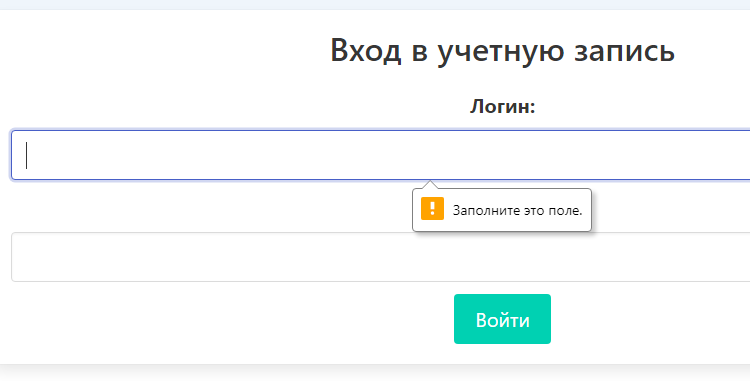 Вход в учетную запись
Логин:
Заполните это поле.
Войти